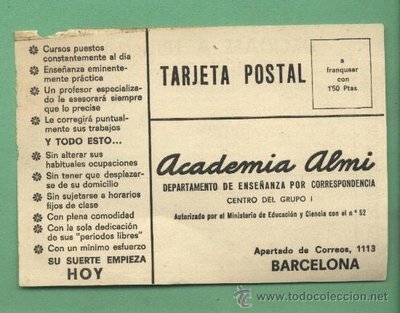 Cursos puestos
constantemente al día
Enseñanza eminente-
mente práctica
Un profesor especializa-
do le asesorará siempre
que lo precise
Le corregirá puntual-
mente sus trabajos
Y TODO ESTO...
Sin alterar sus
habituales ocupaciones
Sin tener que desplazar-
se de su domicilio
Sin sujetarse a horarios
fijos de clase
Con plena comodidad
Con la sola dedicación
de sus "periodos libres"
Con un mínimo esfuerzo
SU SUERTE EMPIEZA
HOY
TARJETA POSTAL
a
franquear
con
1'50 Ptas.
Academia Almi
DEPARTAMENTO DE ENSEÑANZA POR CORRESPONDENCIA
CENTRO DEL GRUPO I
Autorizado por el Ministerio de Educación y Ciencia con el nº 52
Apartado de Correos, 1113
BARCELONA
www.todocoleccion.net